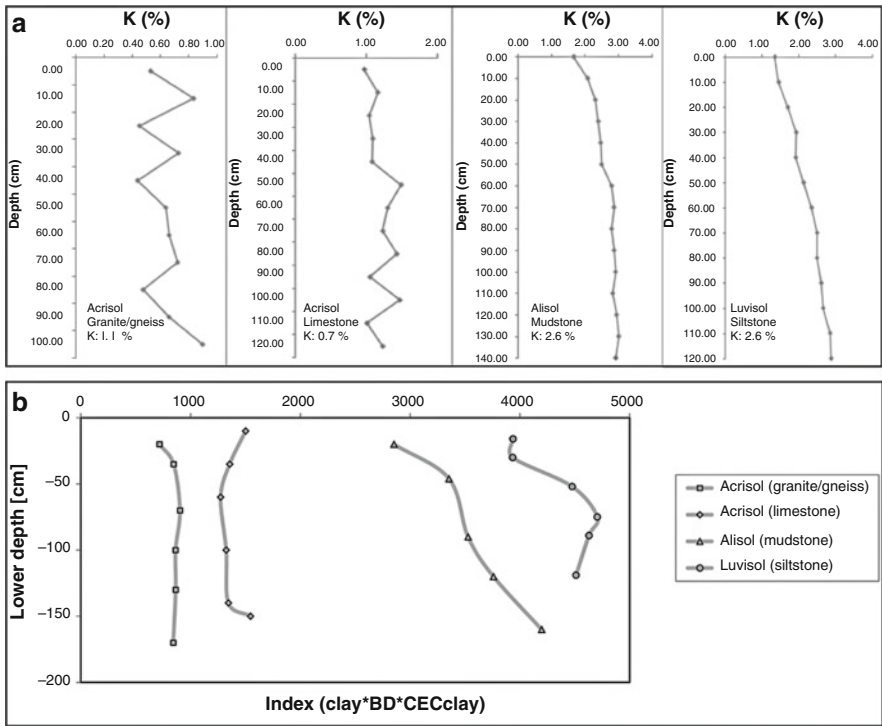 a
K (%)
0.00 0.20 0.40 0.60 0.80 1.00
0.00
10.00
20.00
30.00
40.00
50.00
60.00
70.00
80.00
90.00
100.00
Depth (cm)
Acrisol
Granite/gneiss
K: I. I %
K (%)
0.00 1.00 2.00
0.00
10.00
20.00
30.00
40.00
50.00
60.00
70.00
80.00
90.00
100.00
110.00
120.00
Depth (cm)
Acrisol
Limestone
K: 0.7 %
K (%)
0.00 1.00 2.00 3.00 4.00
0.00
10.00
20.00
30.00
40.00
50.00
60.00
70.00
80.00
90.00
100.00
110.00
120.00
130.00
140.00
Depth (cm)
Alisol
Mudstone
K: 2.6 %
K (%)
0.00 1.00 2.00 3.00 4.00
0.00
10.00
20.00
30.00
40.00
50.00
60.00
70.00
80.00
90.00
100.00
110.00
120.00
Depth (cm)
Luvisol
Siltstone
K: 2.6 %
b
0 1000 2000 3000 4000 5000
0
−50
−100
−150
−200
Lower depth [cm]
Index (clay*BD*CECclay)
Acrisol (granite/gneiss)
Acrisol (limestone)
Alisol (mudstone)
Luvisol (siltstone)